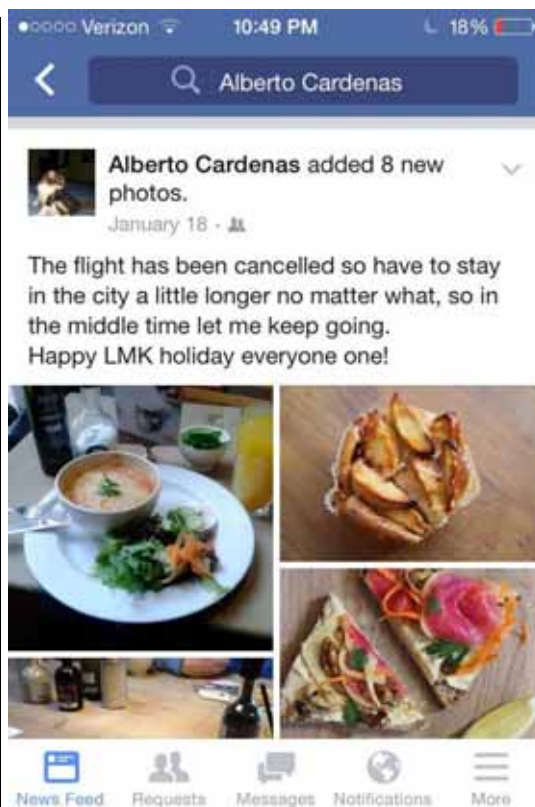 Verizon 10:49 PM 18%
Alberto Cardenas
Alberto Cardenas added 8 new
photos.
January 18
The flight has been cancelled so have to stay
in the city a little longer no matter what, so in
the middle time let me keep going.
Happy LMK holiday everyone one!
News Feed Requests Messages Notifications More